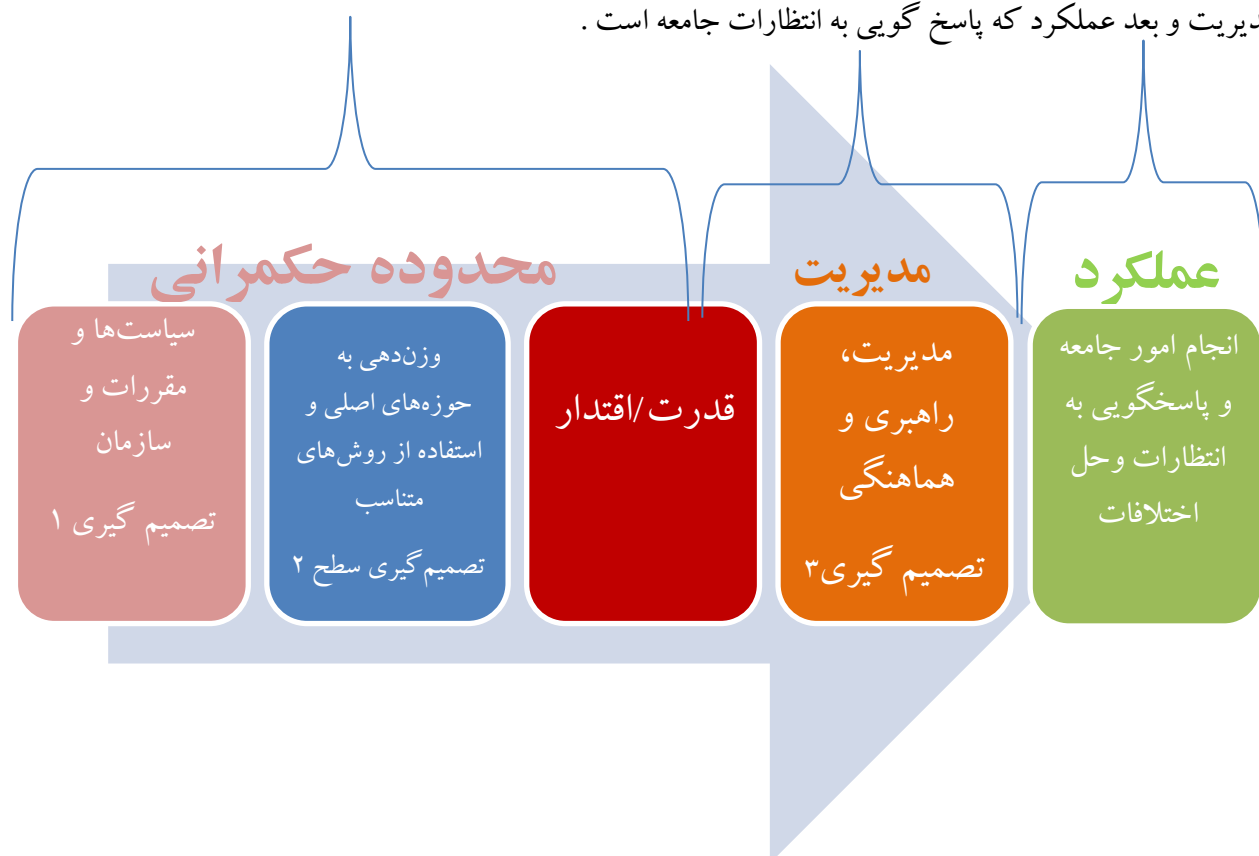 دیریت و بعد عملکرد که پاسخ گویی به انتظارات جامعه است .
محدوده حکمرانی
مدیریت
عملکرد
سیاست‌ها و
مقررات و
سازمان
تصمیم گیری ۱
وزن‌دهی به
حوزه‌های اصلی و
استفاده از روش‌های
متناسب
تصمیم‌گیری سطح ۲
قدرت/اقتدار
مدیریت،
راهبری و
هماهنگی
تصمیم گیری۳
انجام امور جامعه
و پاسخگویی به
انتظارات وحل
اختلافات